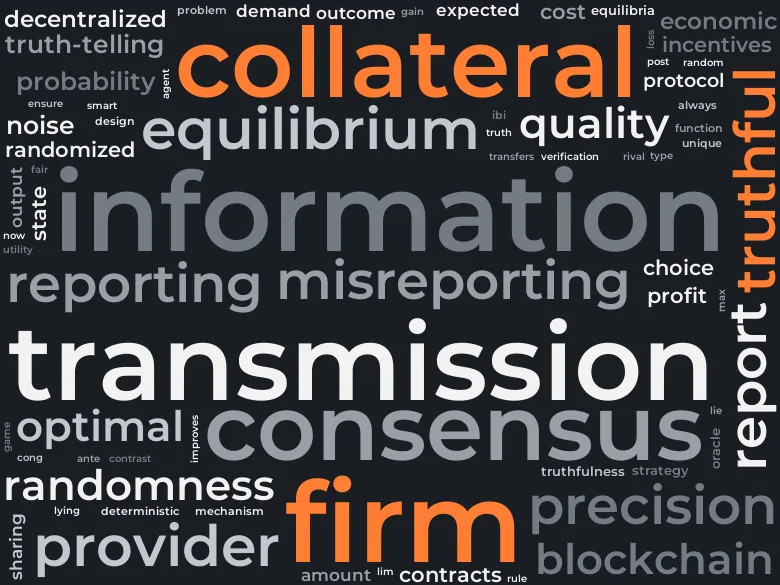 decentralized
problem
demand
outcome
gain
expected
cost
equilibria
economic
truth-telling
collateral
loss
incentives
probability
agent
post
random
protocol
truthful
ensure
smart
noise
design
equilibrium
ibi
truth
quality
always
function
unique
randomized
transfers
verification
rival
type
output
fair
state
information
now
utility
reporting
misreporting
choice
profit
max
report
transmission
game
optimal
improves
consensus
lie
oracle
cong
ante
contrast
truthfulness
strategy
randomness
firm
precision
lying
deterministic
mechanism
sharing
provider
blockchain
amount
lim
contracts
rule